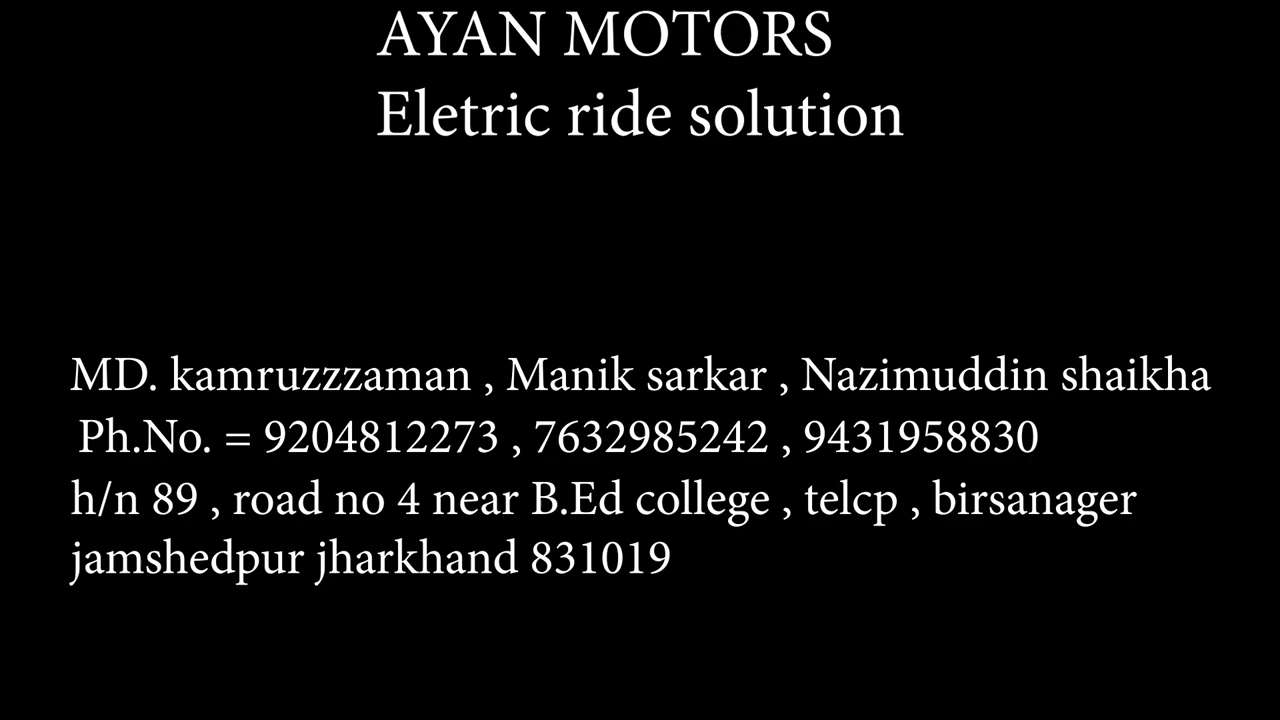 AYAN MOTORS
Eletric ride solution
MD. kamruzzzaman , Manik sarkar , Nazimuddin shaikha
Ph.No. = 9204812273 , 7632985242 , 9431958830
h/n 89 , road no 4 near B.Ed college , telcp , birsanager
jamshedpur jharkhand 831019